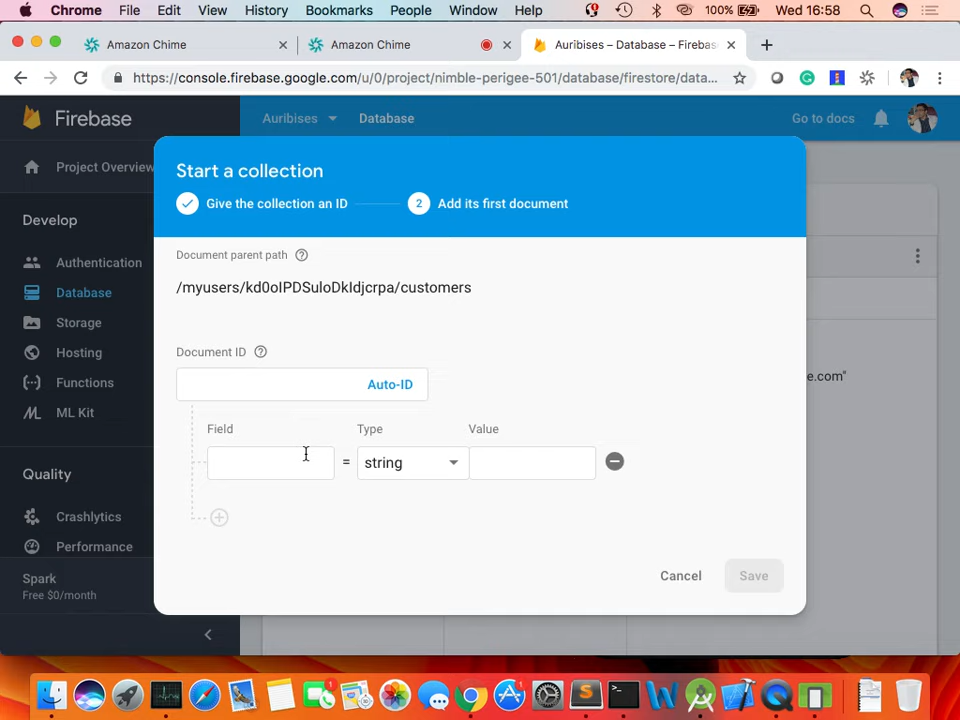 Chrome File Edit View History Bookmarks People Window Help 100% Wed 16:58
Amazon Chime
Amazon Chime
Auribises – Database – Firebas
https://console.firebase.google.com/u/0/project/nimble-perigee-501/database/firestore/data...
Firebase
Auribises
Database
Go to docs
Project Overview
Develop
Authentication
Database
Storage
Hosting
Functions
ML Kit
Quality
Crashlytics
Performance
Spark
Free $0/month
Start a collection
Give the collection an ID
2 Add its first document
Document parent path
/myusers/kd0oIPDSuloDkIdjcrpa/customers
Document ID
Auto-ID
Field Type Value
= string
Cancel Save
e.com"
1